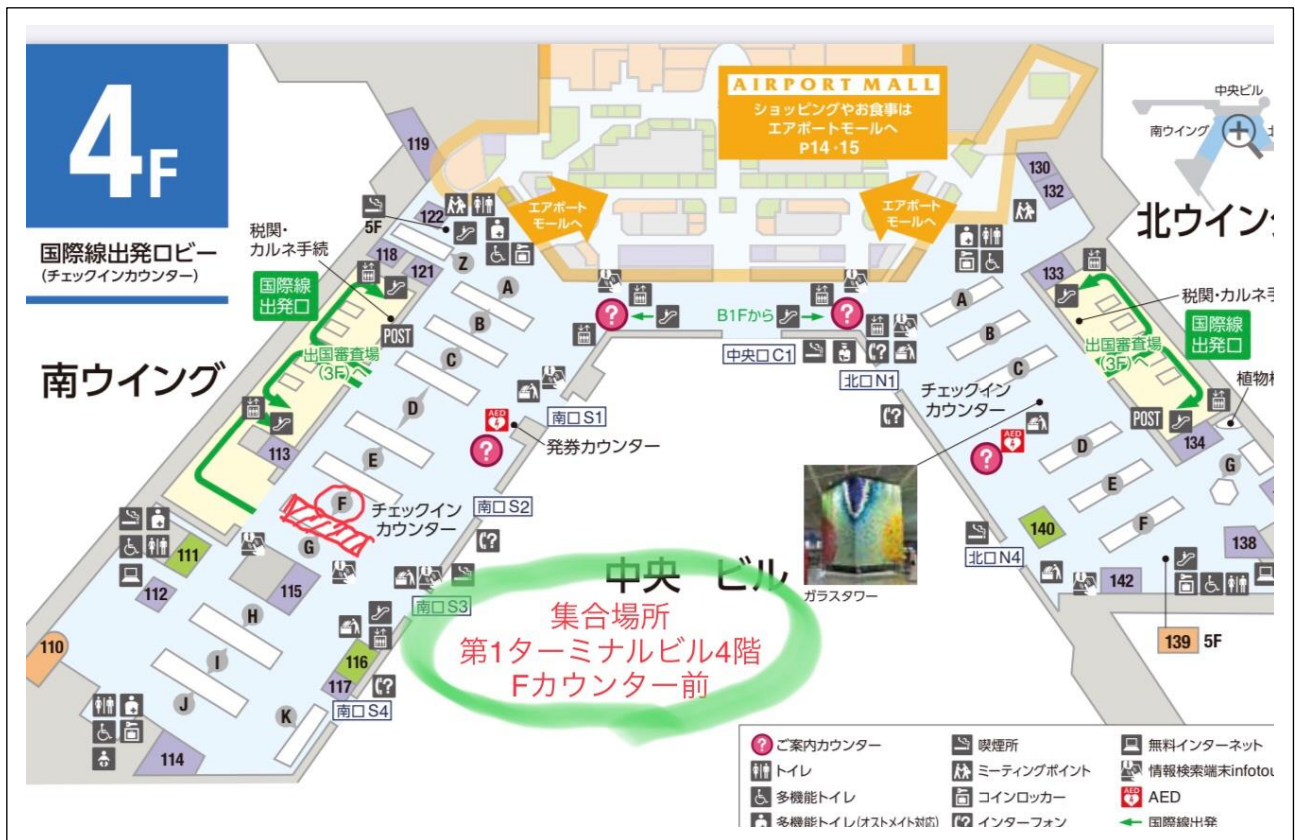 4F
国際線出発ロビー
(チェックインカウンター)
AIRPORT MALL
ショッピングやお食事は
エアポートモールへ
P14・15
エアポート
モールへ
エアポート
モールへ
中央ビル
南ウイング
北ウイン
119
130
132
122
5F
税関・
カルネ手続
118
121
国際線
出発口
Z
A
B
C
D
E
F
G
H
I
J
K
POST
出国審査場
(3F)へ
南ウイング
B1Fから
中央口 C1
北口 N1
南口 S1
AED
発券カウンター
南口 S2
チェックイン
カウンター
南口 S3
南口 S4
113
111
112
115
110
116
117
114
133
税関・カルネ手
国際線
出発口
A
B
C
D
E
F
G
チェックイン
カウンター
出国審査場
(3F)へ
POST
134
AED
140
138
142
139 5F
北口 N4
ガラスタワー
中央 ビル
集合場所
第1ターミナルビル4階
Fカウンター前
ご案内カウンター
トイレ
多機能トイレ
多機能トイレ(オストメイト対応)
喫煙所
ミーティングポイント
コインロッカー
インターフォン
無料インターネット
情報検索端末infotou
AED
国際線出発